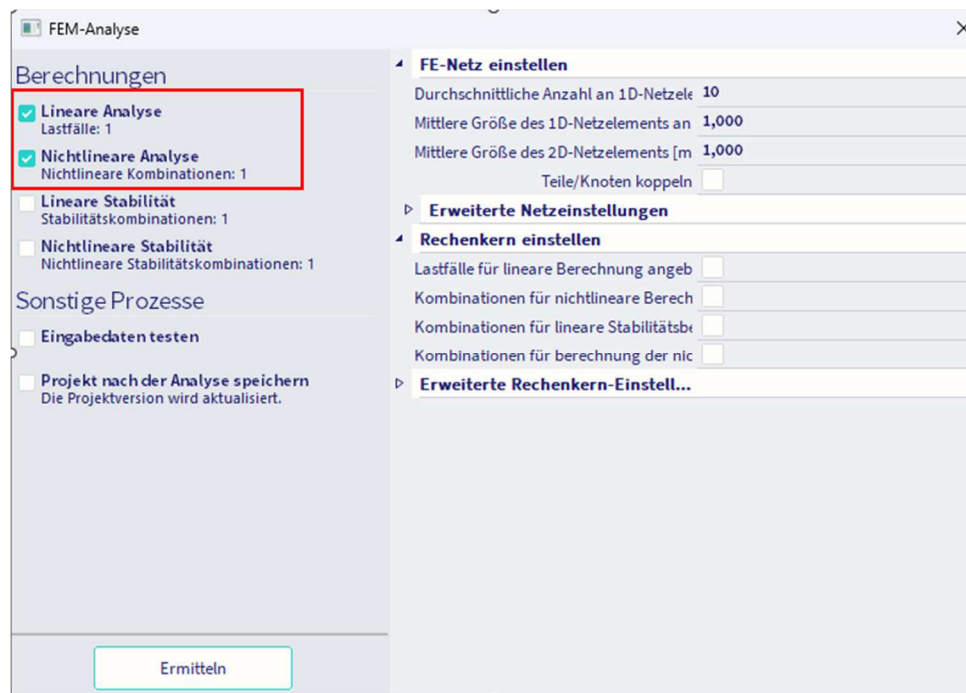 FEM-Analyse
Berechnungen
Lineare Analyse
Lastfälle: 1
Nichtlineare Analyse
Nichtlineare Kombinationen: 1
Lineare Stabilität
Stabilitätskombinationen: 1
Nichtlineare Stabilität
Nichtlineare Stabilitätskombinationen: 1
Sonstige Prozesse
Eingabedaten testen
Projekt nach der Analyse speichern
Die Projektversion wird aktualisiert.
Ermitteln
FE-Netz einstellen
Durchschnittliche Anzahl an 1D-Netzele 10
Mittlere Größe des 1D-Netzelements an 1,000
Mittlere Größe des 2D-Netzelements [m 1,000
Teile/Knoten koppeln
Erweiterte Netzeinstellungen
Rechenkern einstellen
Lastfälle für lineare Berechnung angeb
Kombinationen für nichtlineare Berech
Kombinationen für lineare Stabilitätsbe
Kombinationen für berechnung der nic
Erweiterte Rechenkern-Einstell...